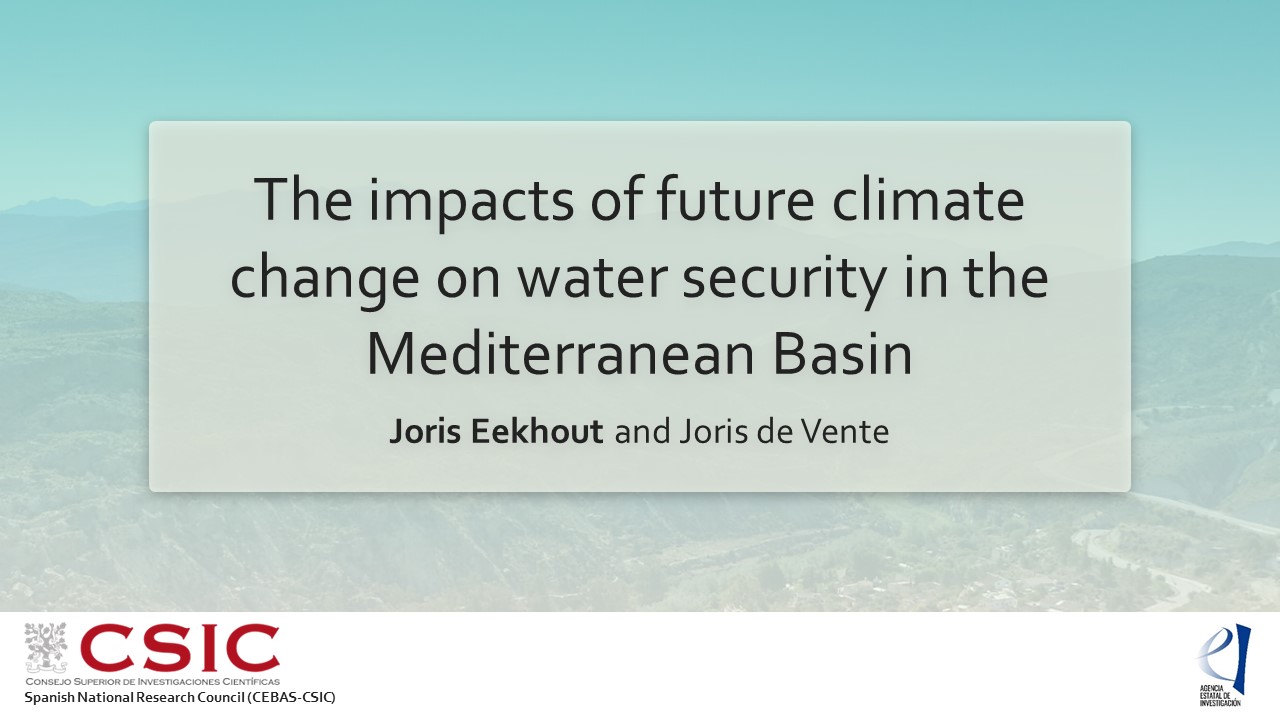 The impacts of future climate
change on water security in the
Mediterranean Basin
Joris Eekhout and Joris de Vente
CSIC
CONSEJO SUPERIOR DE INVESTIGACIONES CIENTÍFICAS
Spanish National Research Council (CEBAS-CSIC)
AGENCIA
ESTATAL DE
INVESTIGACIÓN